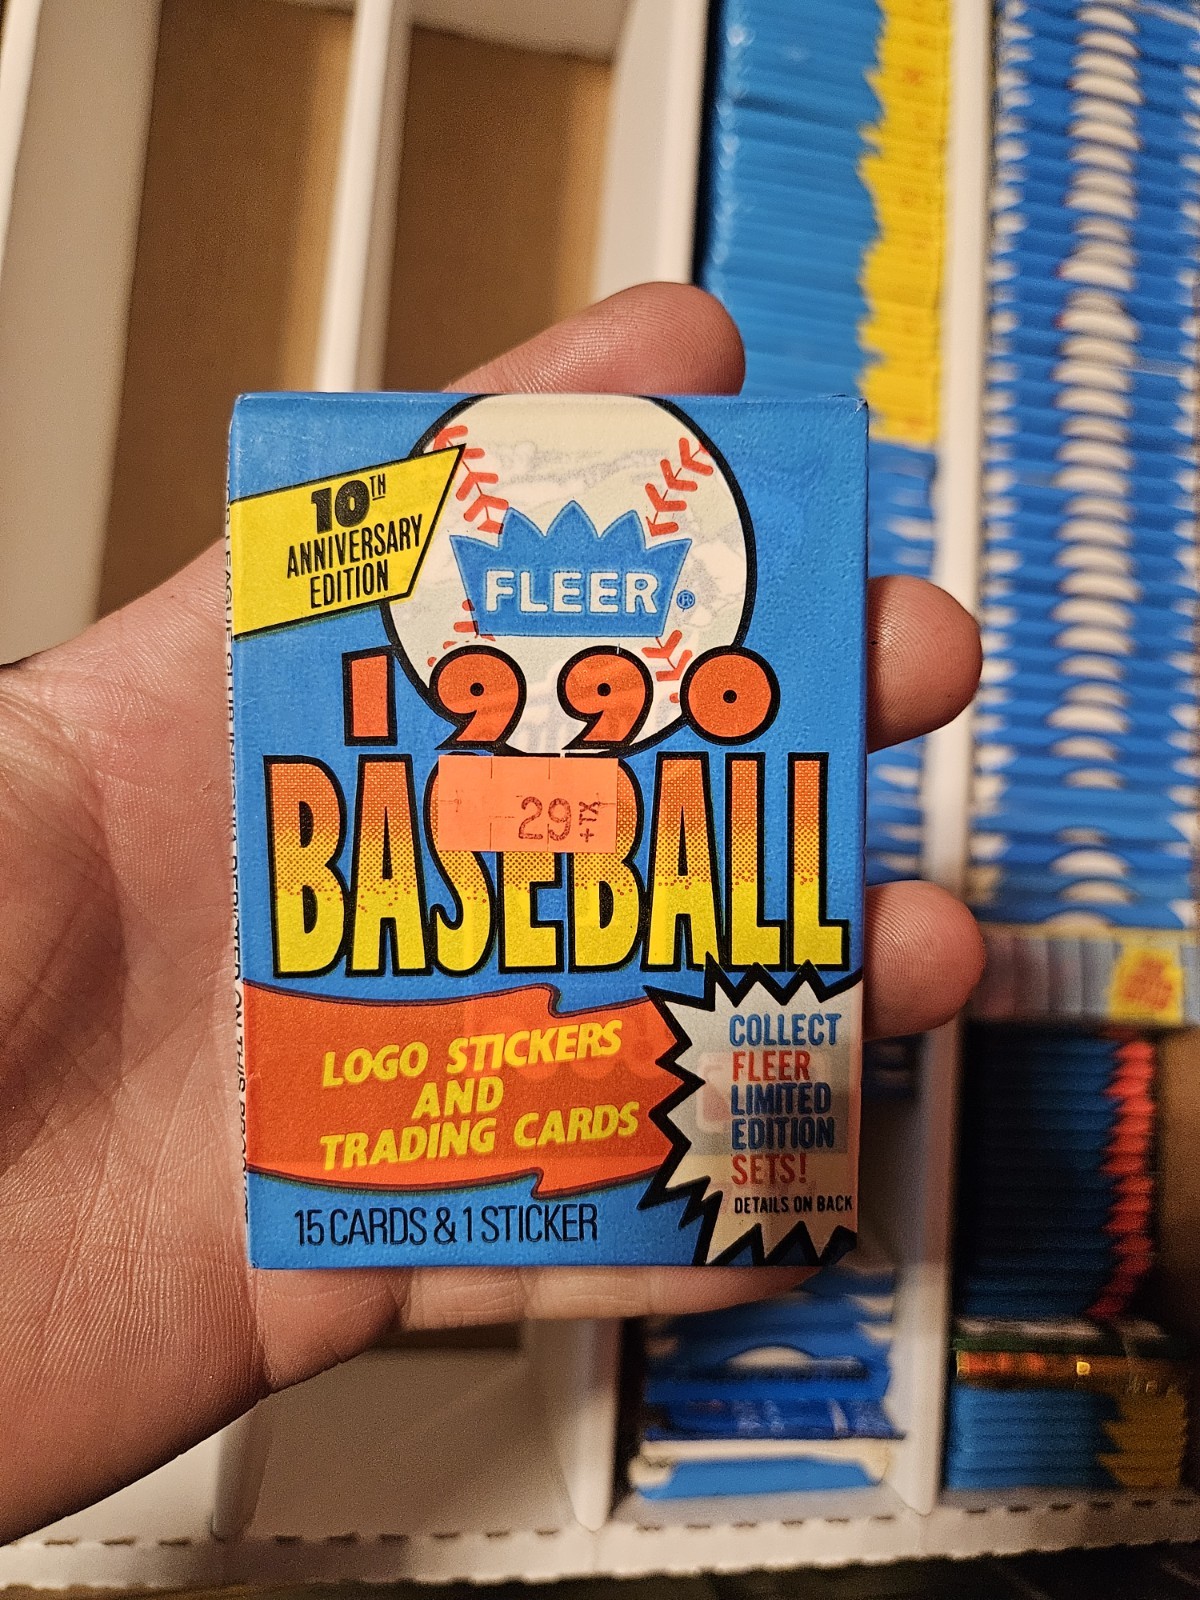 10TH
ANNIVERSARY
EDITION
FLEER®
1990
BASEBALL
29 +TX
LOGO STICKERS
AND
TRADING CARDS
COLLECT
FLEER
LIMITED
EDITION
SETS!
DETAILS ON BACK
15 CARDS & 1 STICKER